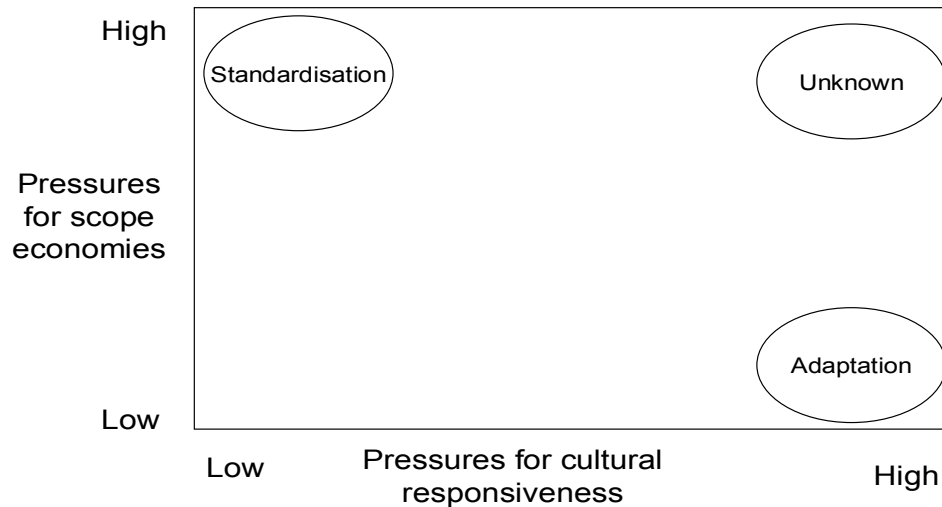 High
Standardisation
Unknown
Pressures
for scope
economies
Adaptation
Low
Low
Pressures for cultural
responsiveness
High